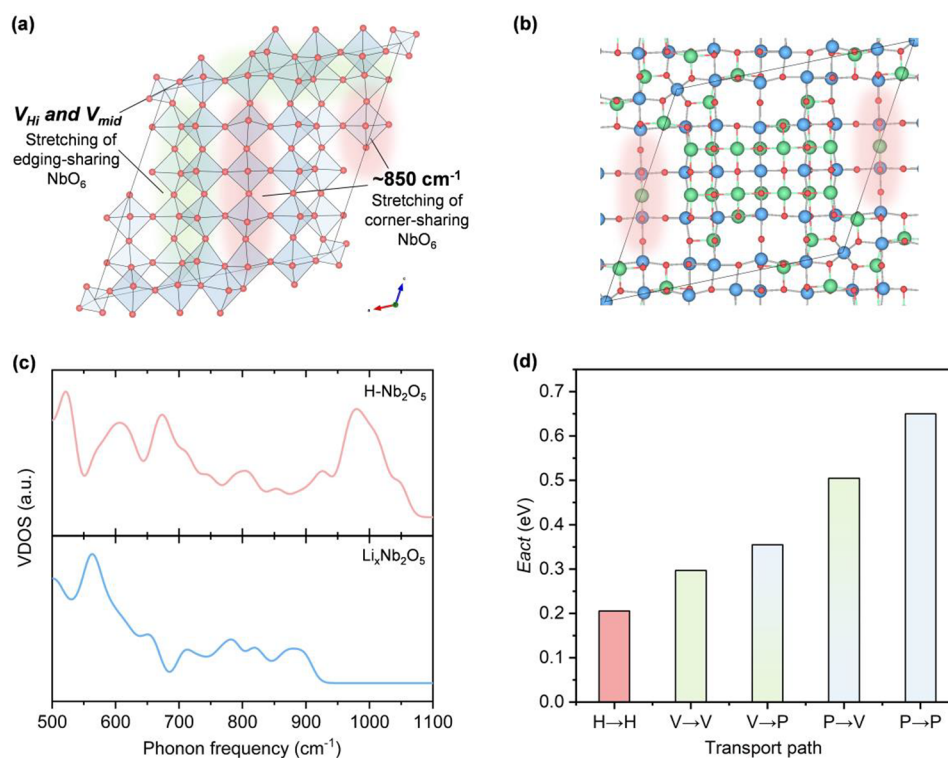 (a)
V_Hi and V_mid
Stretching of
edging-sharing
NbO₆
~850 cm⁻¹
Stretching of
corner-sharing
NbO₆
(b)
(c)
VDOS (a.u.)
H-Nb₂O₅
LiₓNb₂O₅
500 600 700 800 900 1000 1100
Phonon frequency (cm⁻¹)
(d)
Eact (eV)
0.7
0.6
0.5
0.4
0.3
0.2
0.1
0.0
H→H V→V V→P P→V P→P
Transport path